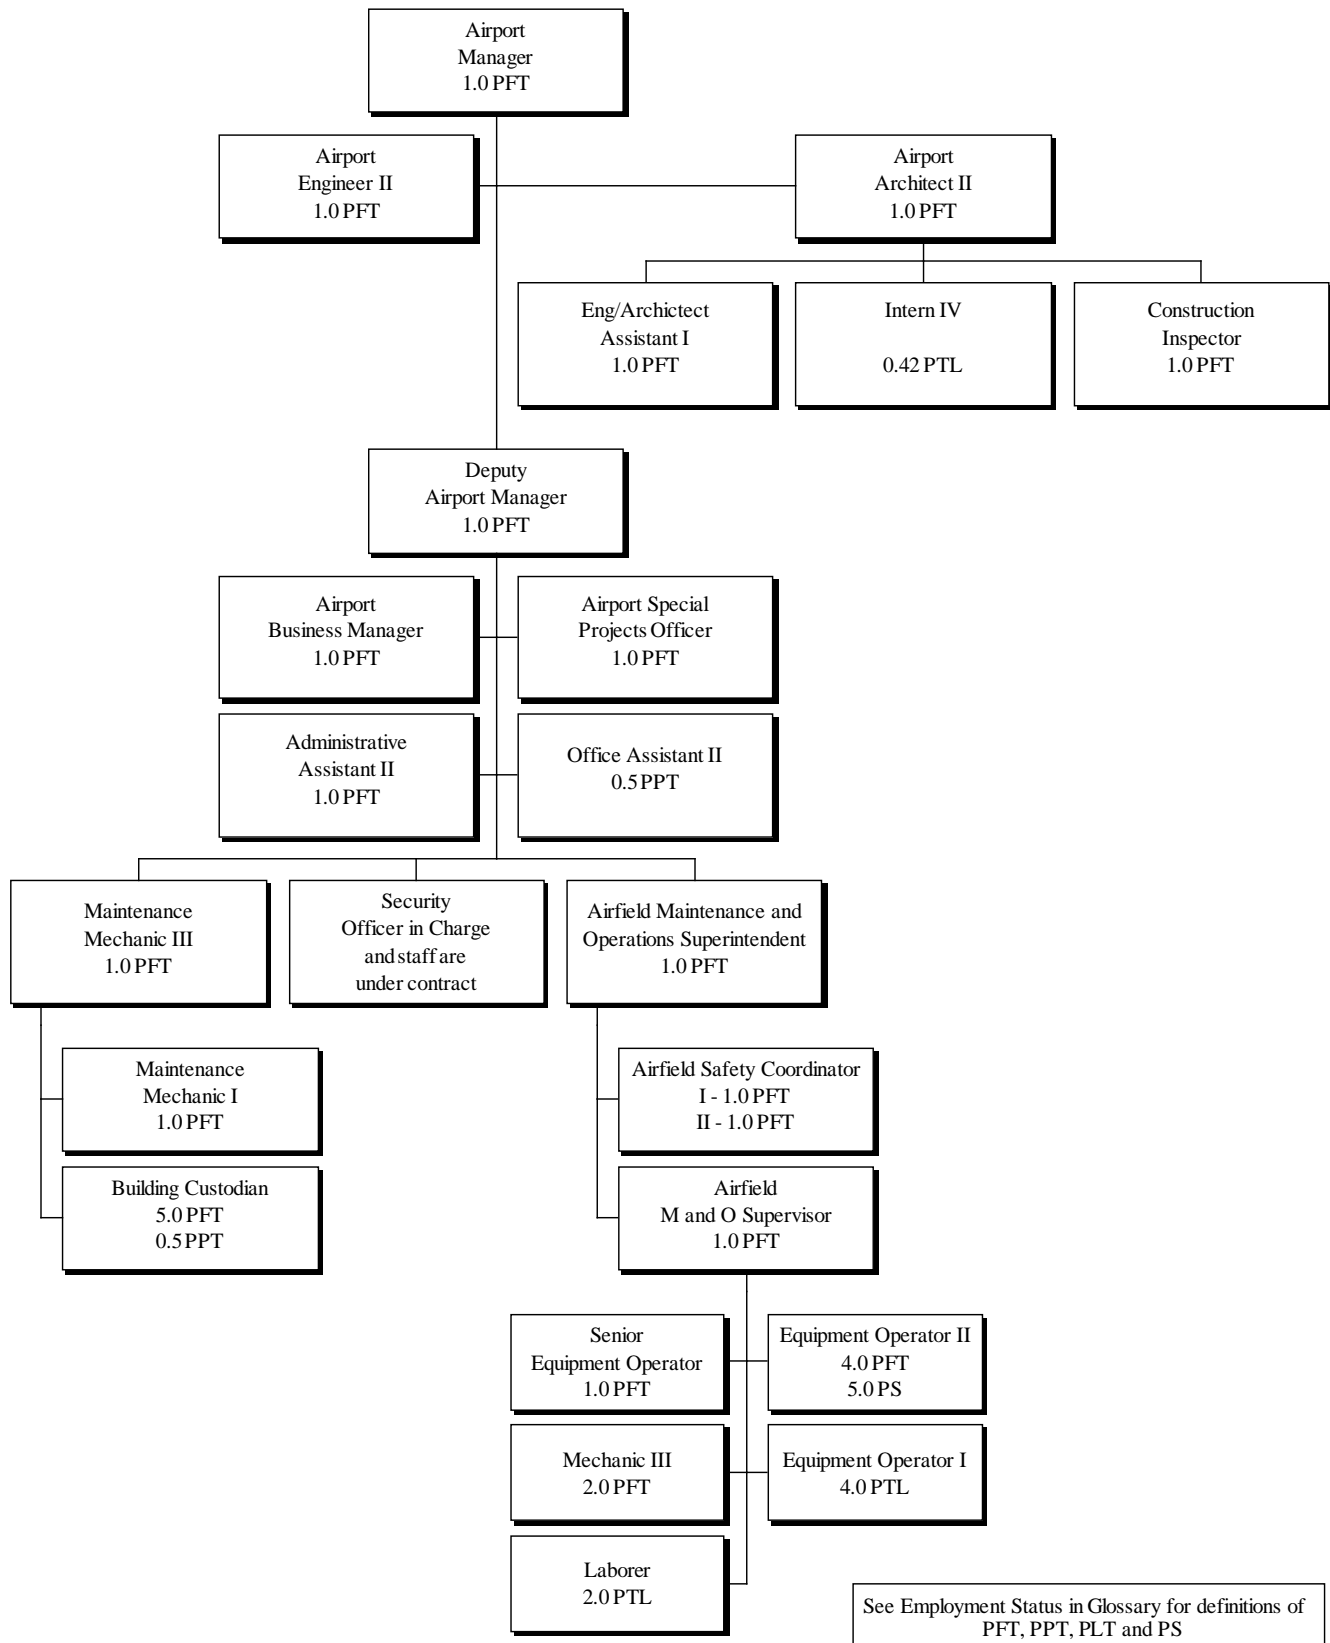 Airport
Manager
1.0 PFT
Airport
Engineer II
1.0 PFT
Airport
Architect II
1.0 PFT
Eng/Archictect
Assistant I
1.0 PFT
Intern IV
0.42 PTL
Construction
Inspector
1.0 PFT
Deputy
Airport Manager
1.0 PFT
Airport
Business Manager
1.0 PFT
Airport Special
Projects Officer
1.0 PFT
Administrative
Assistant II
1.0 PFT
Office Assistant II
0.5 PPT
Maintenance
Mechanic III
1.0 PFT
Security
Officer in Charge
and staff are
under contract
Airfield Maintenance and
Operations Superintendent
1.0 PFT
Maintenance
Mechanic I
1.0 PFT
Building Custodian
5.0 PFT
0.5 PPT
Airfield Safety Coordinator
I - 1.0 PFT
II - 1.0 PFT
Airfield
M and O Supervisor
1.0 PFT
Senior
Equipment Operator
1.0 PFT
Equipment Operator II
4.0 PFT
5.0 PS
Mechanic III
2.0 PFT
Equipment Operator I
4.0 PTL
Laborer
2.0 PTL
See Employment Status in Glossary for definitions of
PFT, PPT, PLT and PS